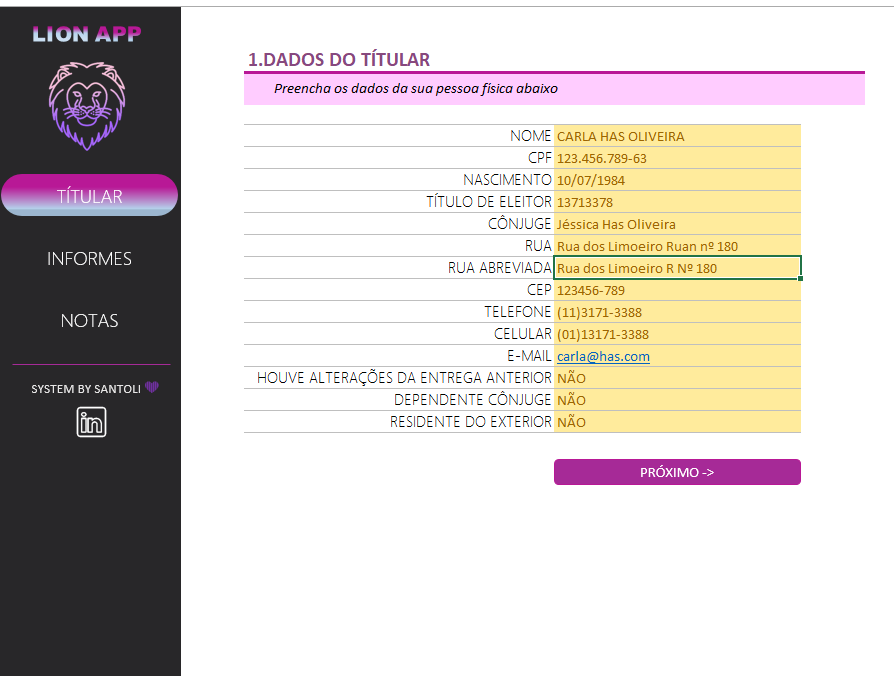 LION APP
TÍTULAR
INFORMES
NOTAS
SYSTEM BY SANTOLI
in
1.DADOS DO TÍTULAR
Preencha os dados da sua pessoa física abaixo
NOME CARLA HAS OLIVEIRA
CPF 123.456.789-63
NASCIMENTO 10/07/1984
TÍTULO DE ELEITOR 13713378
CÔNJUGE Jéssica Has Oliveira
RUA Rua dos Limoeiro Ruan nº 180
RUA ABREVIADA Rua dos Limoeiro R Nº 180
CEP 123456-789
TELEFONE (11)3171-3388
CELULAR (01)13171-3388
E-MAIL carla@has.com
HOUVE ALTERAÇÕES DA ENTREGA ANTERIOR NÃO
DEPENDENTE CÔNJUGE NÃO
RESIDENTE DO EXTERIOR NÃO
PRÓXIMO ->